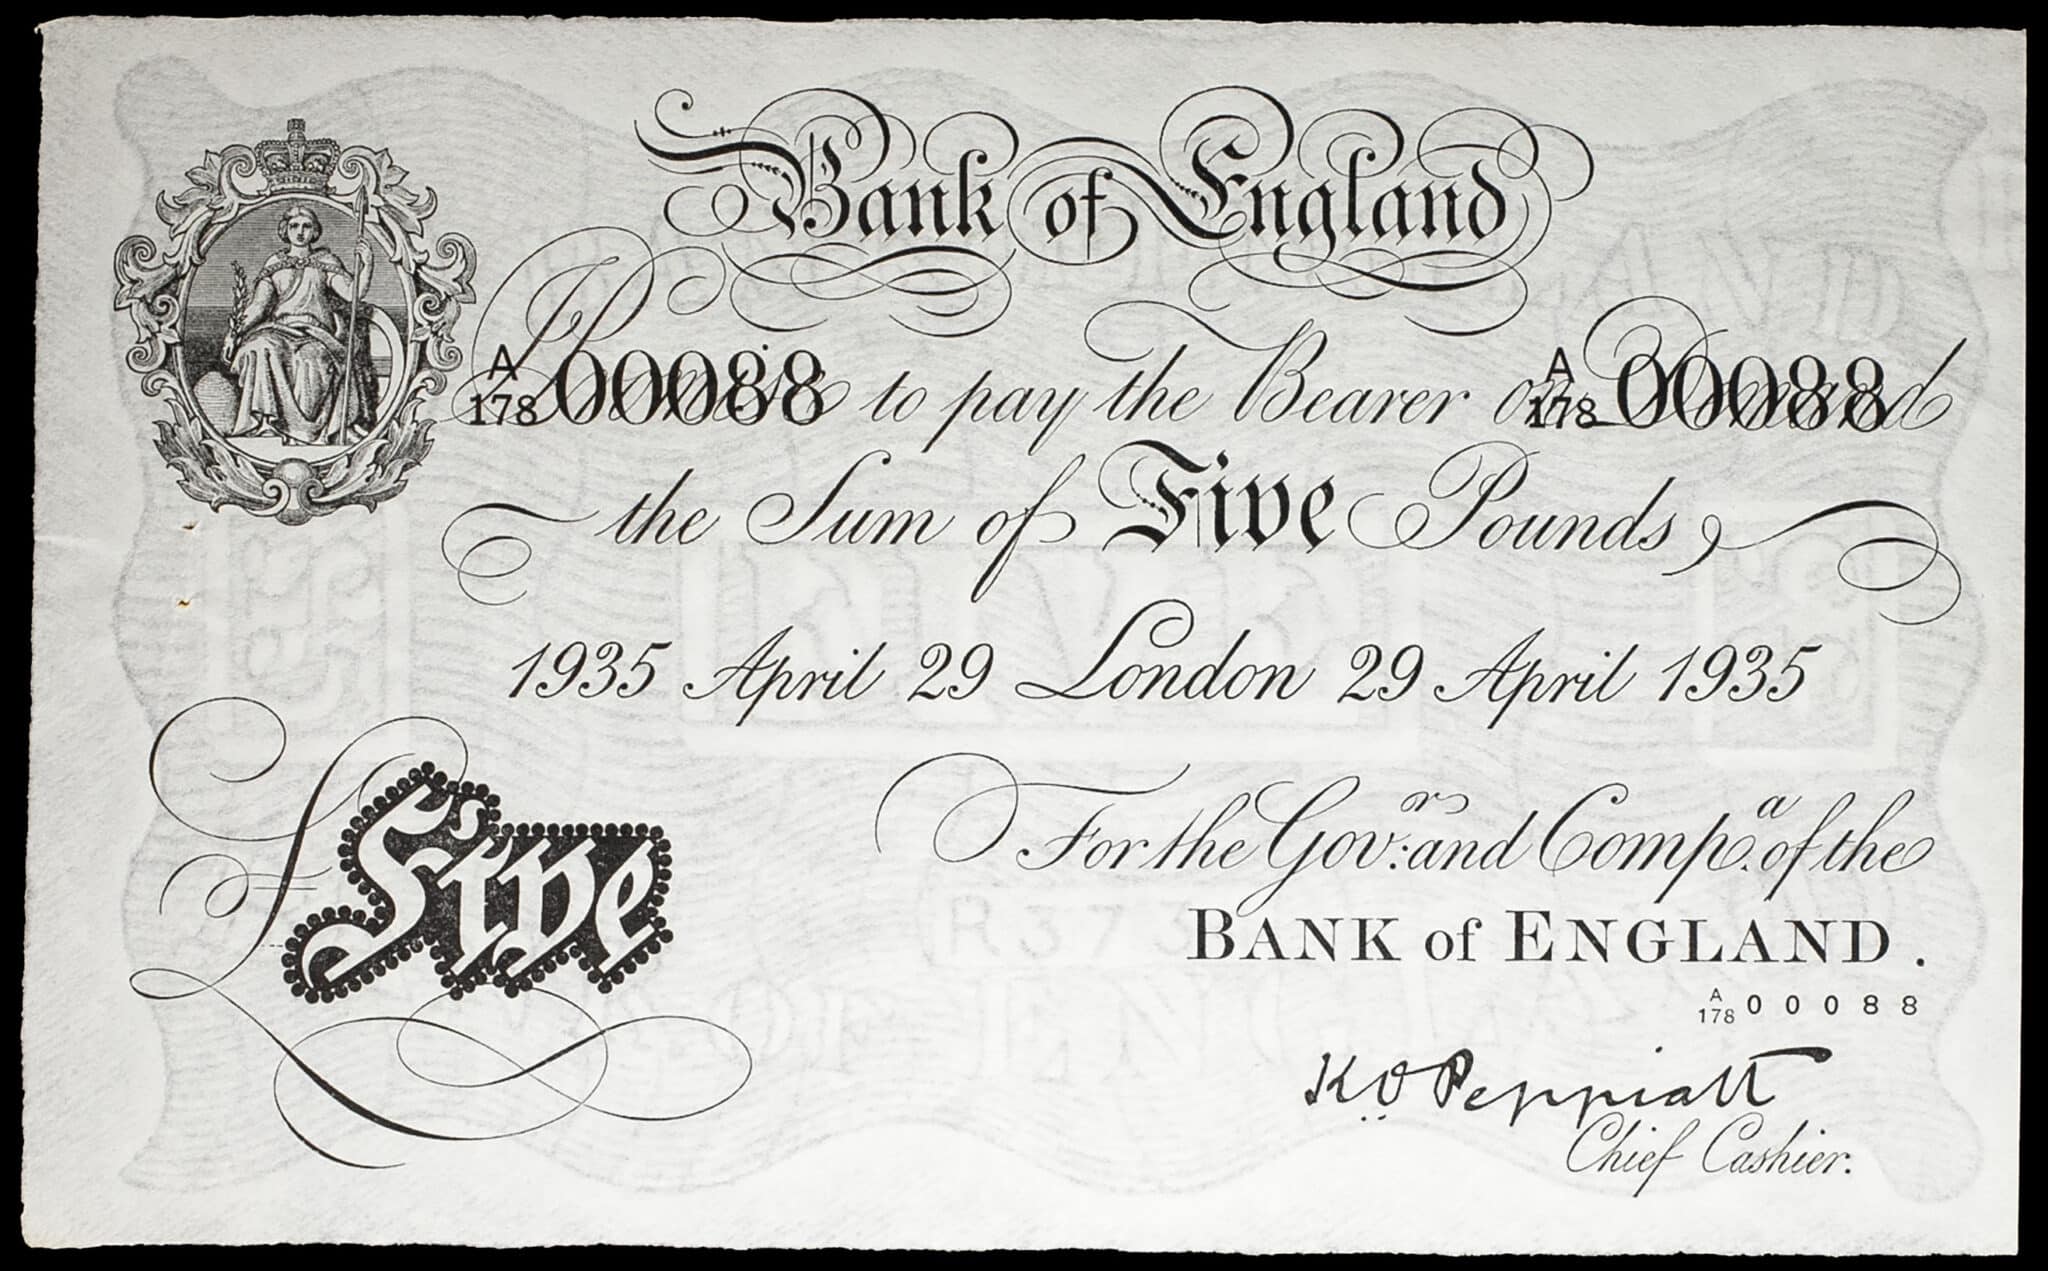 Bank of England
A
178 00088
A
178 00088
I Promise to pay the Bearer on Demand
the Sum of Five Pounds
1935 April 29 London 29 April 1935
For the Govr: and Compa. of the
BANK of ENGLAND.
A
178 00088
£Five
K O Peppiatt
Chief Cashier.
FIVE